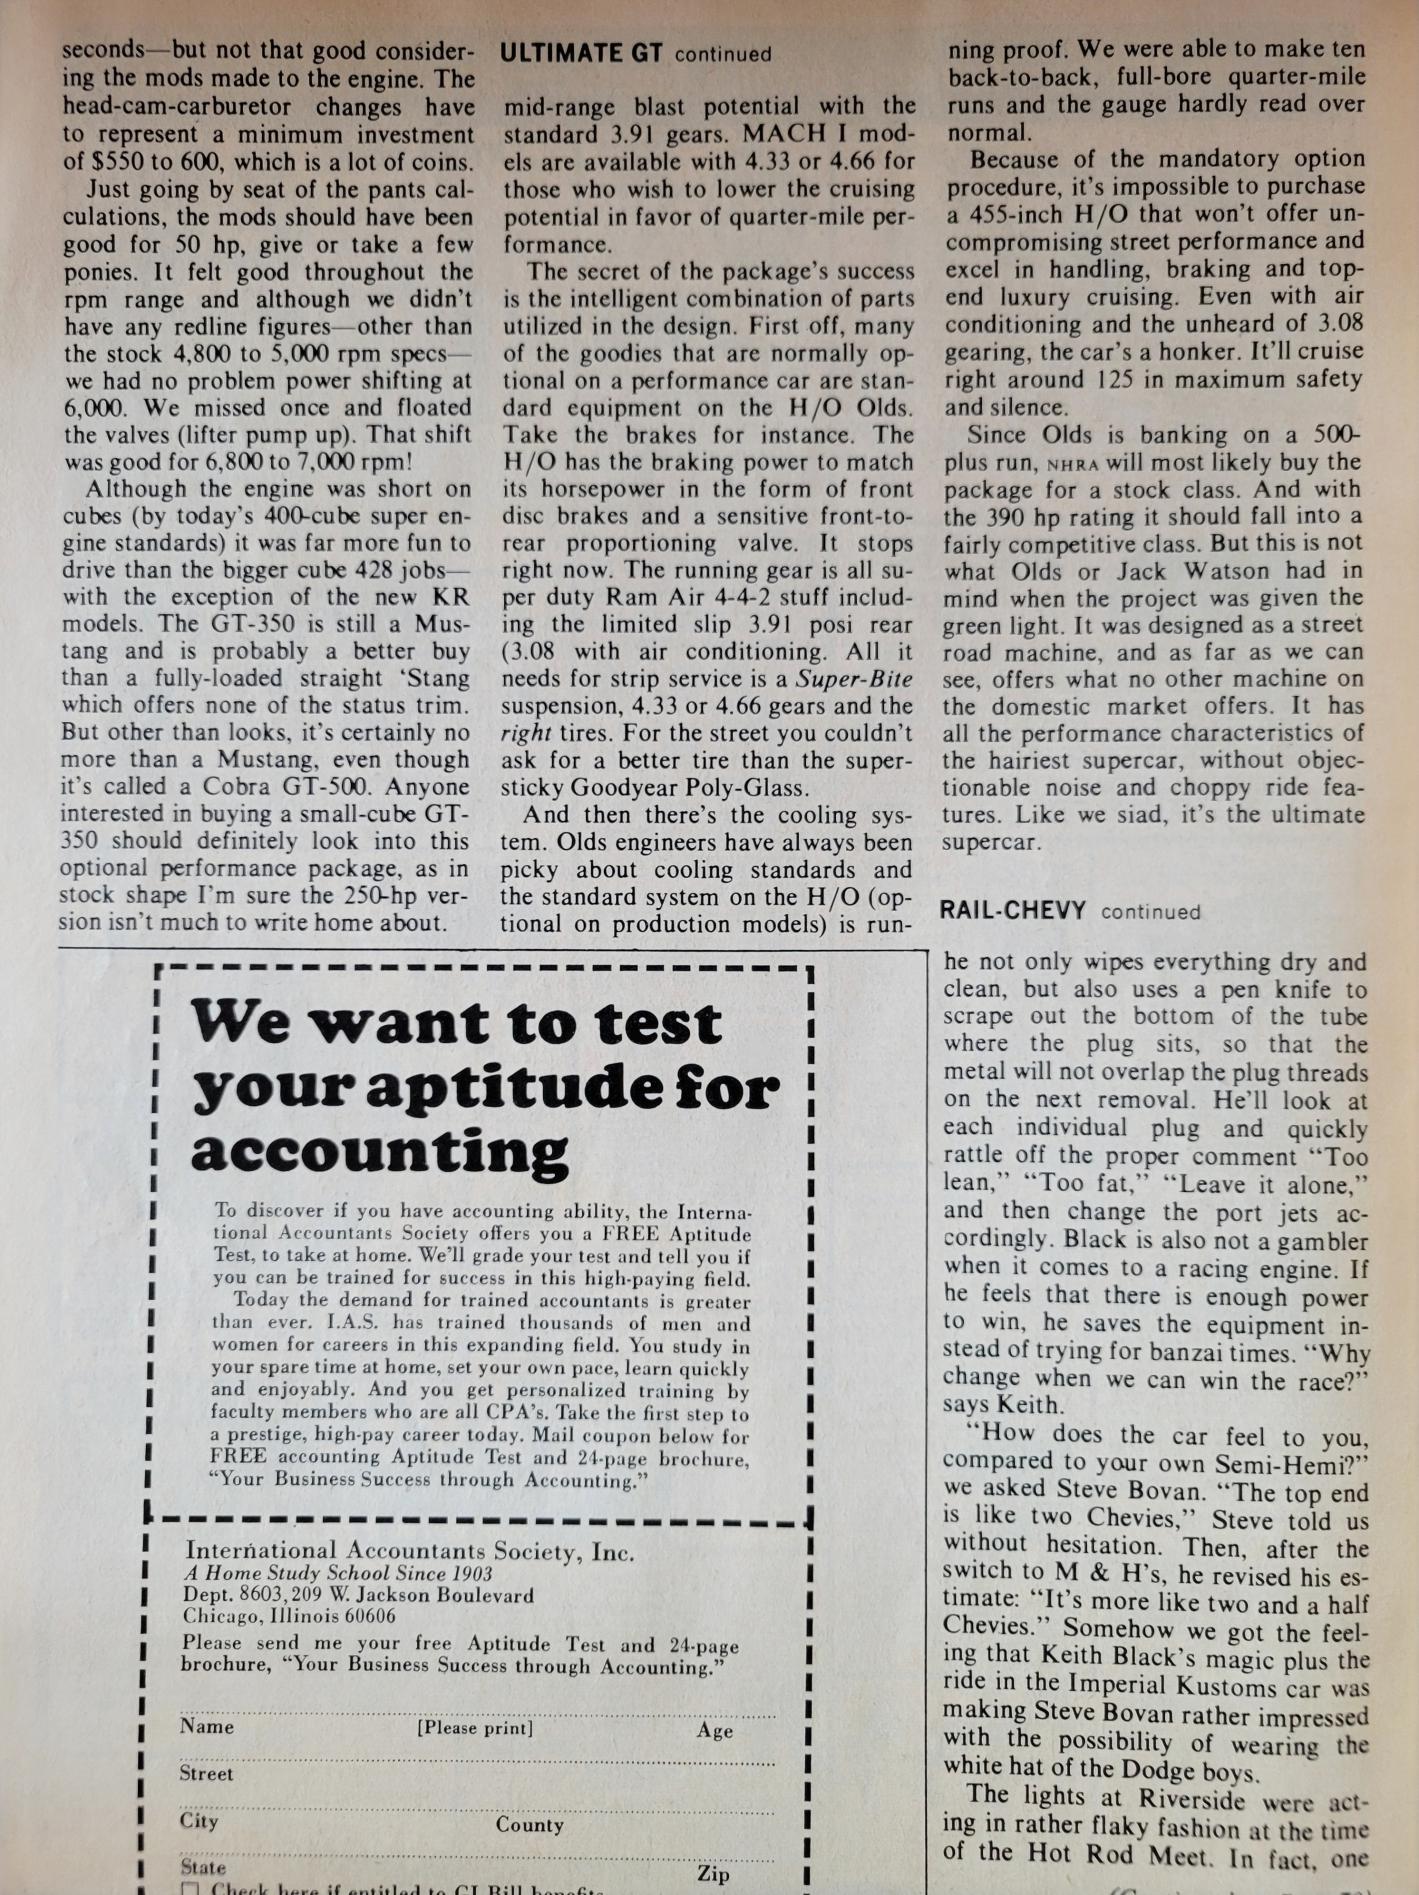 seconds—but not that good consider-
ing the mods made to the engine. The
head-cam-carburetor changes have
to represent a minimum investment
of $550 to 600, which is a lot of coins.
Just going by seat of the pants cal-
culations, the mods should have been
good for 50 hp, give or take a few
ponies. It felt good throughout the
rpm range and although we didn't
have any redline figures—other than
the stock 4,800 to 5,000 rpm specs—
we had no problem power shifting at
6,000. We missed once and floated
the valves (lifter pump up). That shift
was good for 6,800 to 7,000 rpm!
Although the engine was short on
cubes (by today's 400-cube super en-
gine standards) it was far more fun to
drive than the bigger cube 428 jobs—
with the exception of the new KR
models. The GT-350 is still a Mus-
tang and is probably a better buy
than a fully-loaded straight 'Stang
which offers none of the status trim.
But other than looks, it's certainly no
more than a Mustang, even though
it's called a Cobra GT-500. Anyone
interested in buying a small-cube GT-
350 should definitely look into this
optional performance package, as in
stock shape I'm sure the 250-hp ver-
sion isn't much to write home about.
ULTIMATE GT continued
mid-range blast potential with the
standard 3.91 gears. MACH I mod-
els are available with 4.33 or 4.66 for
those who wish to lower the cruising
potential in favor of quarter-mile per-
formance.
The secret of the package's success
is the intelligent combination of parts
utilized in the design. First off, many
of the goodies that are normally op-
tional on a performance car are stan-
dard equipment on the H/O Olds.
Take the brakes for instance. The
H/O has the braking power to match
its horsepower in the form of front
disc brakes and a sensitive front-to-
rear proportioning valve. It stops
right now. The running gear is all su-
per duty Ram Air 4-4-2 stuff includ-
ing the limited slip 3.91 posi rear
(3.08 with air conditioning. All it
needs for strip service is a Super-Bite
suspension, 4.33 or 4.66 gears and the
right tires. For the street you couldn't
ask for a better tire than the super-
sticky Goodyear Poly-Glass.
And then there's the cooling sys-
tem. Olds engineers have always been
picky about cooling standards and
the standard system on the H/O (op-
tional on production models) is run-
ning proof. We were able to make ten
back-to-back, full-bore quarter-mile
runs and the gauge hardly read over
normal.
Because of the mandatory option
procedure, it's impossible to purchase
a 455-inch H/O that won't offer un-
compromising street performance and
excel in handling, braking and top-
end luxury cruising. Even with air
conditioning and the unheard of 3.08
gearing, the car's a honker. It'll cruise
right around 125 in maximum safety
and silence.
Since Olds is banking on a 500-
plus run, NHRA will most likely buy the
package for a stock class. And with
the 390 hp rating it should fall into a
fairly competitive class. But this is not
what Olds or Jack Watson had in
mind when the project was given the
green light. It was designed as a street
road machine, and as far as we can
see, offers what no other machine on
the domestic market offers. It has
all the performance characteristics of
the hairiest supercar, without objec-
tionable noise and choppy ride fea-
tures. Like we siad, it's the ultimate
supercar.
RAIL-CHEVY continued
he not only wipes everything dry and
clean, but also uses a pen knife to
scrape out the bottom of the tube
where the plug sits, so that the
metal will not overlap the plug threads
on the next removal. He'll look at
each individual plug and quickly
rattle off the proper comment "Too
lean," "Too fat," "Leave it alone,"
and then change the port jets ac-
cordingly. Black is also not a gambler
when it comes to a racing engine. If
he feels that there is enough power
to win, he saves the equipment in-
stead of trying for banzai times. "Why
change when we can win the race?"
says Keith.
"How does the car feel to you,
compared to your own Semi-Hemi?"
we asked Steve Bovan. "The top end
is like two Chevies," Steve told us
without hesitation. Then, after the
switch to M & H's, he revised his es-
timate: "It's more like two and a half
Chevies." Somehow we got the feel-
ing that Keith Black's magic plus the
ride in the Imperial Kustoms car was
making Steve Bovan rather impressed
with the possibility of wearing the
white hat of the Dodge boys.
The lights at Riverside were act-
ing in rather flaky fashion at the time
of the Hot Rod Meet. In fact, one
We want to test
your aptitude for
accounting
To discover if you have accounting ability, the Interna-
tional Accountants Society offers you a FREE Aptitude
Test, to take at home. We'll grade your test and tell you if
you can be trained for success in this high-paying field.
Today the demand for trained accountants is greater
than ever. I.A.S. has trained thousands of men and
women for careers in this expanding field. You study in
your spare time at home, set your own pace, learn quickly
and enjoyably. And you get personalized training by
faculty members who are all CPA's. Take the first step to
a prestige, high-pay career today. Mail coupon below for
FREE accounting Aptitude Test and 24-page brochure,
"Your Business Success through Accounting."
International Accountants Society, Inc.
A Home Study School Since 1903
Dept. 8603, 209 W. Jackson Boulevard
Chicago, Illinois 60606
Please send me your free Aptitude Test and 24-page
brochure, "Your Business Success through Accounting."
Name [Please print] Age
Street
City County
State Zip
Check here if entitled to GI Bill benefits